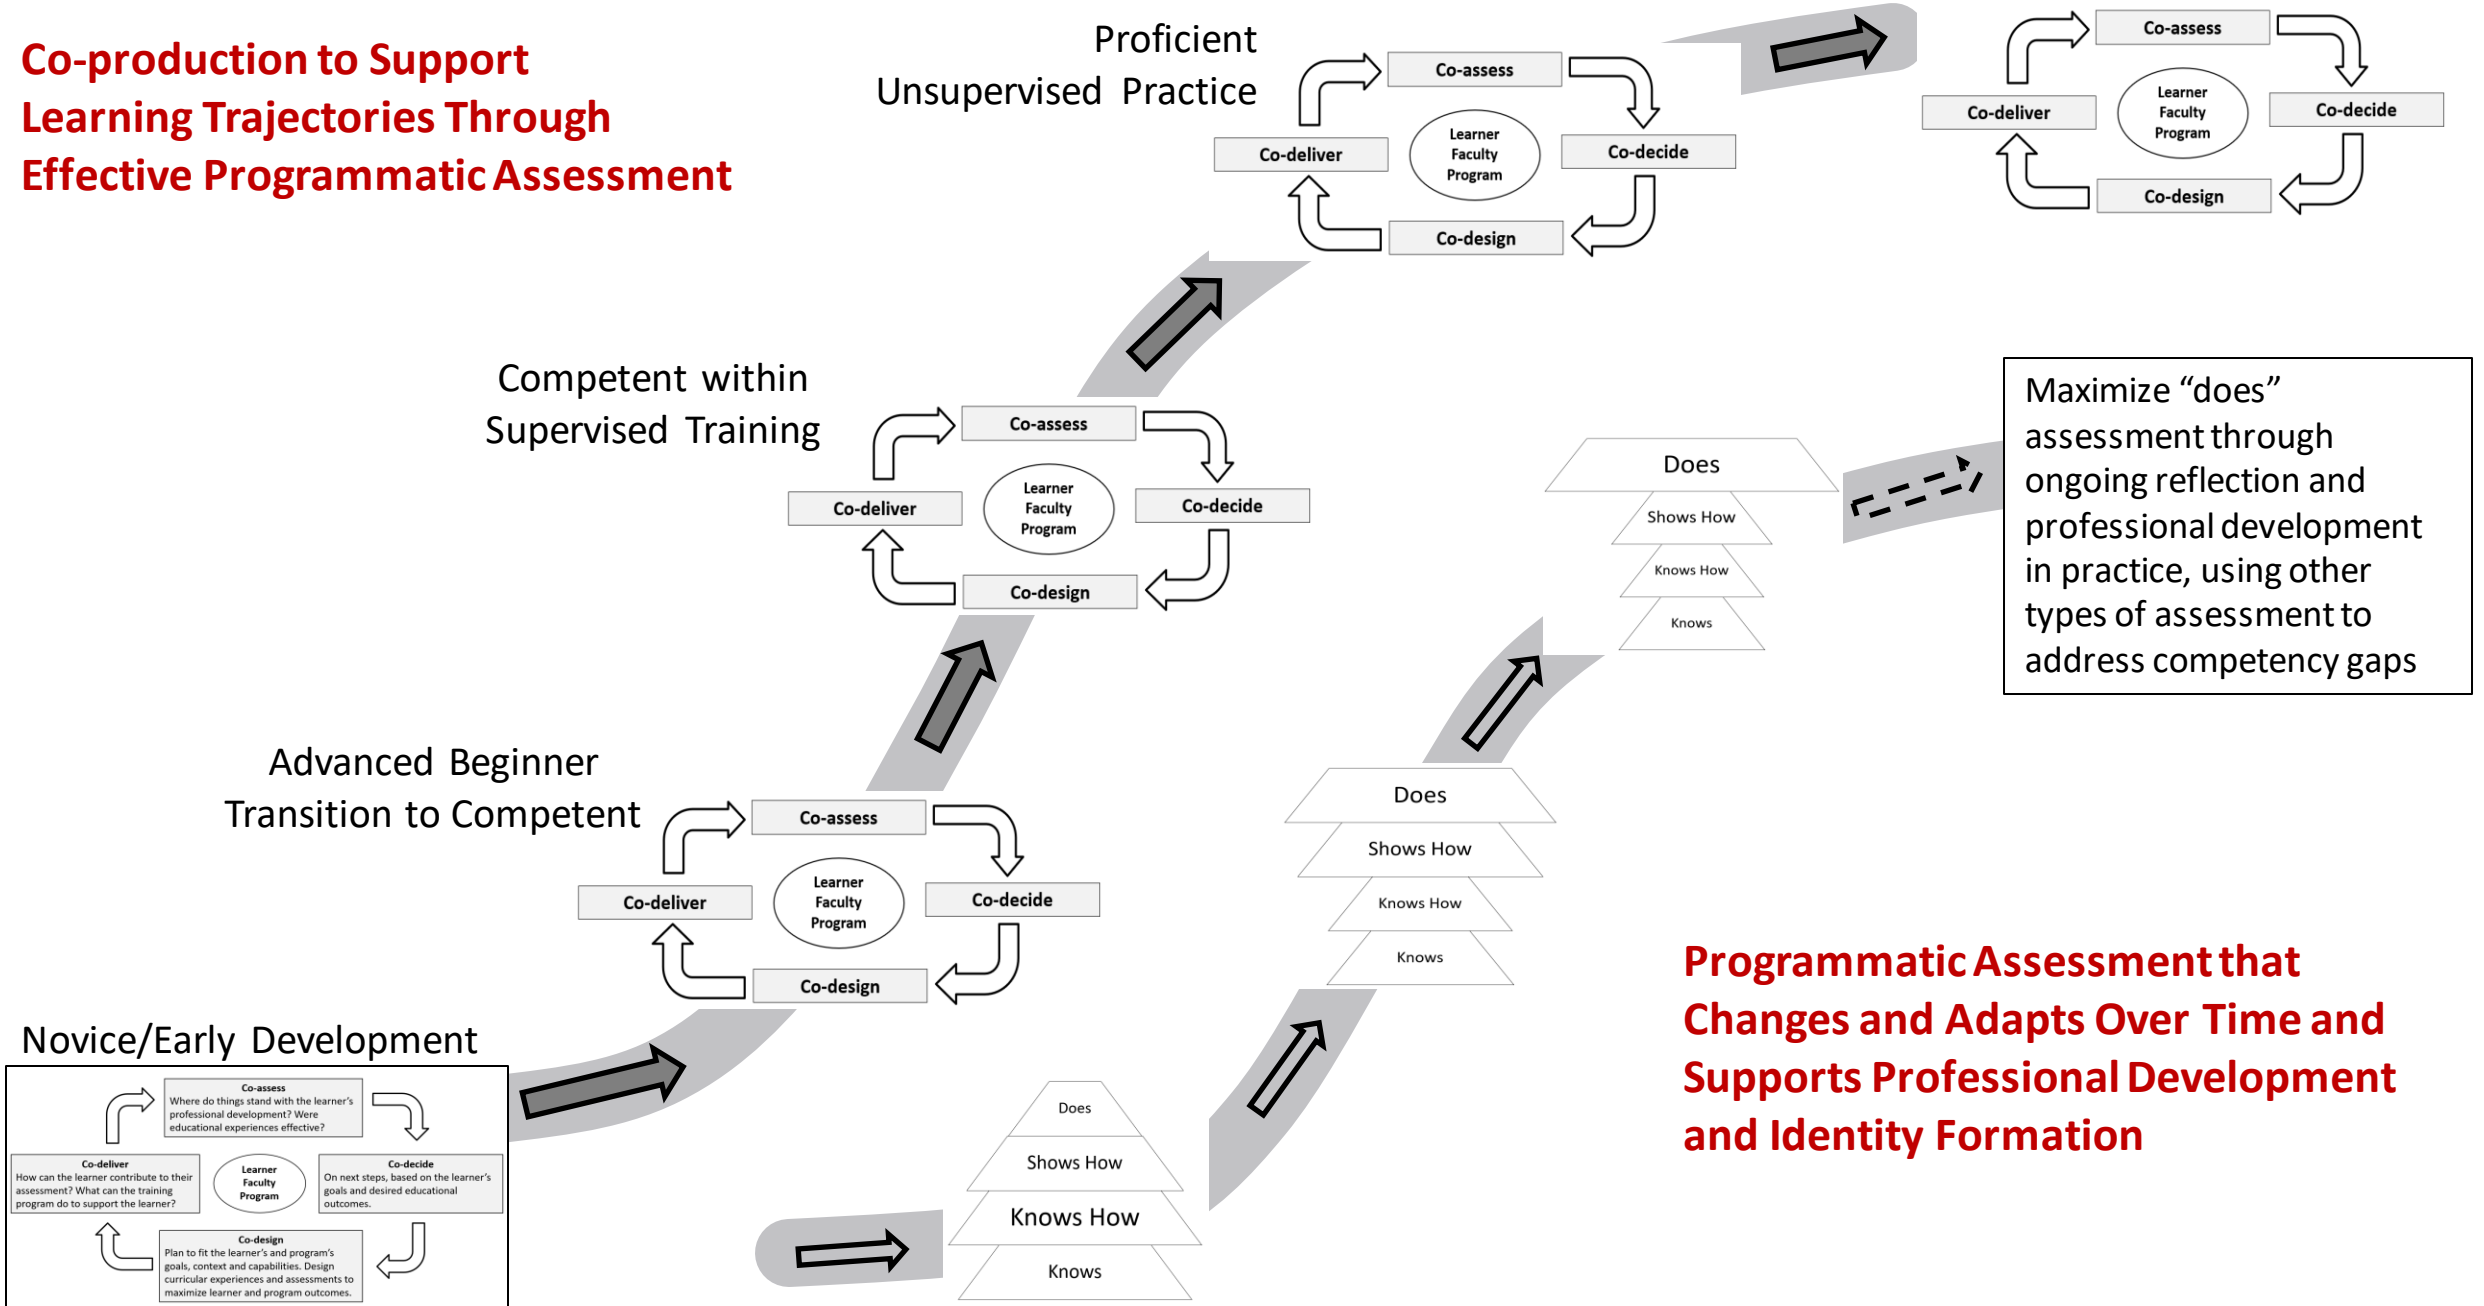 Co-production to Support
Learning Trajectories Through
Effective Programmatic Assessment
Proficient
Unsupervised Practice
Co-assess
Co-deliver
Learner
Faculty
Program
Co-decide
Co-design
Co-assess
Co-deliver
Learner
Faculty
Program
Co-decide
Co-design
Competent within
Supervised Training
Co-assess
Co-deliver
Learner
Faculty
Program
Co-decide
Co-design
Advanced Beginner
Transition to Competent
Co-assess
Co-deliver
Learner
Faculty
Program
Co-decide
Co-design
Novice/Early Development
Co-assess
Where do things stand with the learner's
professional development? Were
educational experiences effective?
Co-deliver
How can the learner contribute to their
assessment? What can the training
program do to support the learner?
Learner
Faculty
Program
Co-decide
On next steps, based on the learner's
goals and desired educational
outcomes.
Co-design
Plan to fit the learner's and program's
goals, context and capabilities. Design
curricular experiences and assessments to
maximize learner and program outcomes.
Does
Shows How
Knows How
Knows
Does
Shows How
Knows How
Knows
Does
Shows How
Knows How
Knows
Maximize “does”
assessment through
ongoing reflection and
professional development
in practice, using other
types of assessment to
address competency gaps
Programmatic Assessment that
Changes and Adapts Over Time and
Supports Professional Development
and Identity Formation